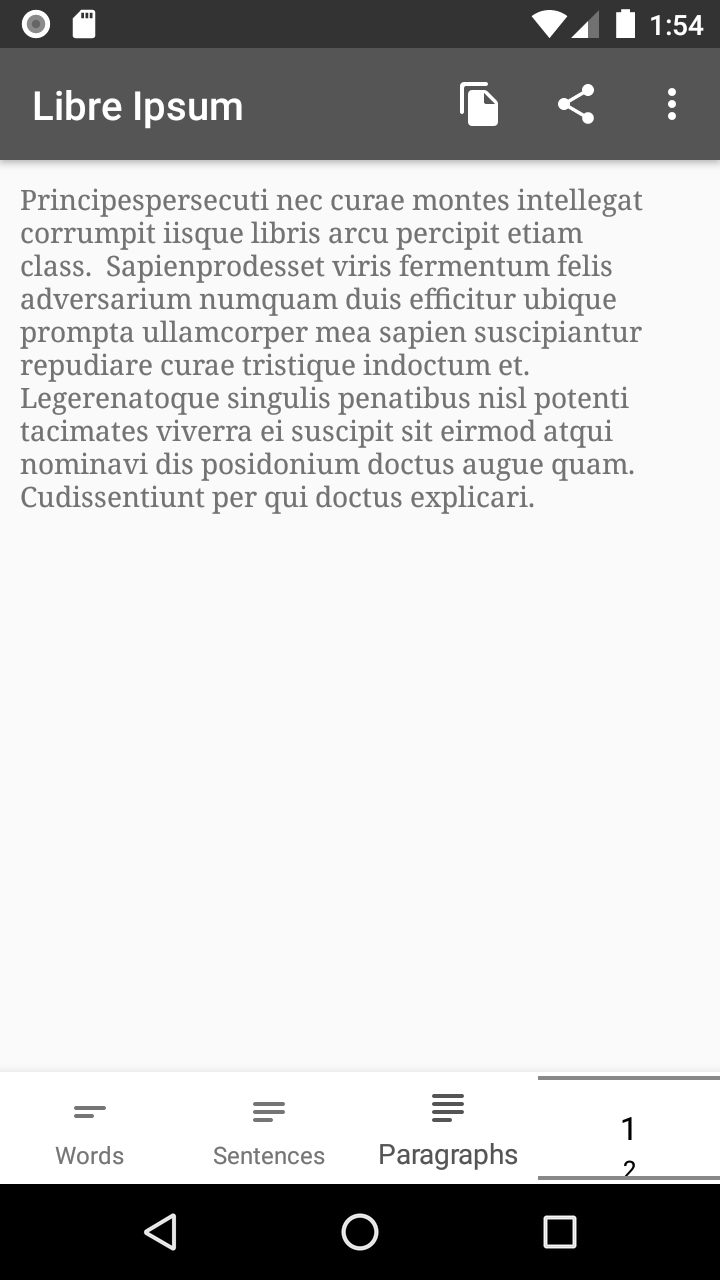 1:54
Libre Ipsum
Principespersecuti nec curae montes intellegat
corrumpit iisque libris arcu percipit etiam
class.  Sapienprodesset viris fermentum felis
adversarium numquam duis efficitur ubique
prompta ullamcorper mea sapien suscipiantur
repudiare curae tristique indoctum et.
Legerenatoque singulis penatibus nisl potenti
tacimates viverra ei suscipit sit eirmod atqui
nominavi dis posidonium doctus augue quam.
Cudissentiunt per qui doctus explicari.
Words
Sentences
Paragraphs
1
2